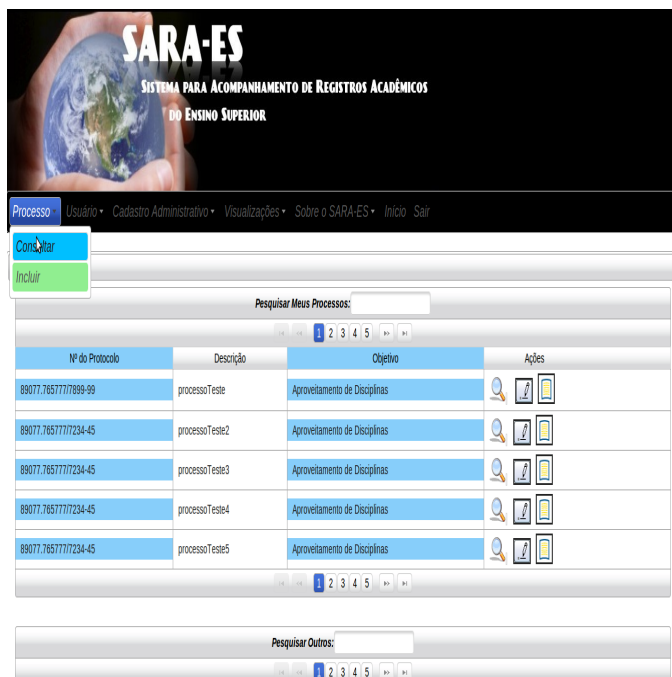 SARA-ES
SISTEMA PARA ACOMPANHAMENTO DE REGISTROS ACADÊMICOS
DO ENSINO SUPERIOR
Processo Usuário Cadastro Administrativo Visualizações Sobre o SARA-ES Início Sair
Consultar
Incluir
Pesquisar Meus Processos:
1 2 3 4 5
Nº do Protocolo Descrição Objetivo Ações
89077.765777/7899-99 processoTeste Aproveitamento de Disciplinas
89077.765777/7234-45 processoTeste2 Aproveitamento de Disciplinas
89077.765777/7234-45 processoTeste3 Aproveitamento de Disciplinas
89077.765777/7234-45 processoTeste4 Aproveitamento de Disciplinas
89077.765777/7234-45 processoTeste5 Aproveitamento de Disciplinas
1 2 3 4 5
Pesquisar Outros:
1 2 3 4 5